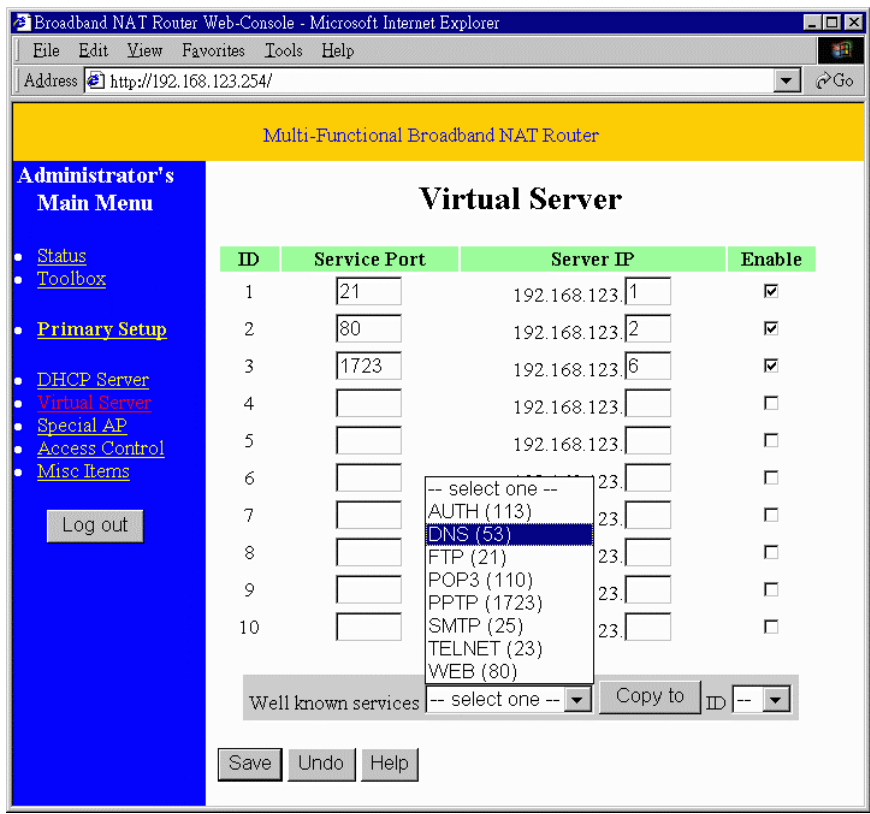 Broadband NAT Router Web-Console - Microsoft Internet Explorer
File Edit View Favorites Tools Help
Address http://192.168.123.254/ Go
Multi-Functional Broadband NAT Router
Administrator's
Main Menu
Status
Toolbox
Primary Setup
DHCP Server
Virtual Server
Special AP
Access Control
Misc Items
Log out
Virtual Server
ID Service Port Server IP Enable
1 21 192.168.123.1
2 80 192.168.123.2
3 1723 192.168.123.6
4 192.168.123.
5 192.168.123.
6 23.
7 23.
8 23.
9 23.
10 23.
-- select one --
AUTH (113)
DNS (53)
FTP (21)
POP3 (110)
PPTP (1723)
SMTP (25)
TELNET (23)
WEB (80)
Well known services -- select one -- Copy to ID --
Save Undo Help